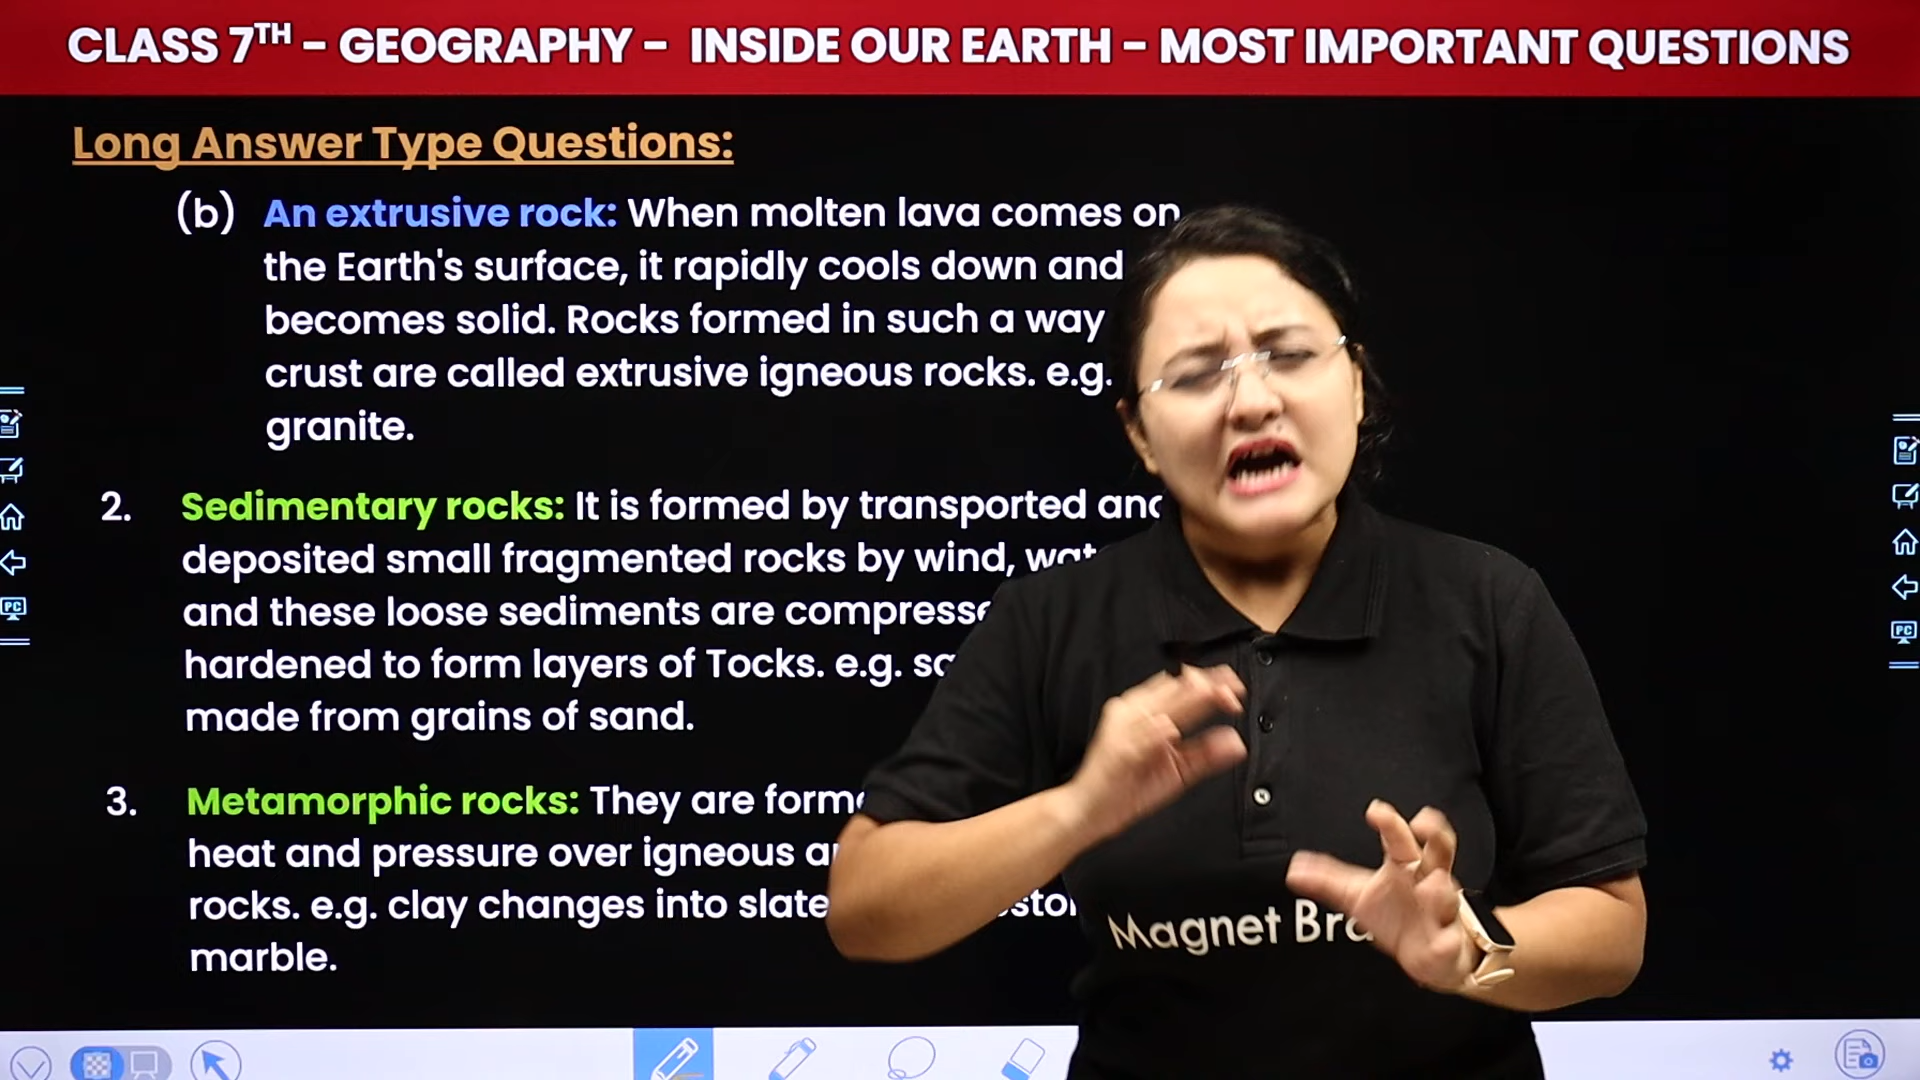 CLASS 7TH - GEOGRAPHY - INSIDE OUR EARTH - MOST IMPORTANT QUESTIONS
Long Answer Type Questions:
(b) An extrusive rock: When molten lava comes on
the Earth's surface, it rapidly cools down and
becomes solid. Rocks formed in such a way
crust are called extrusive igneous rocks. e.g.
granite.
2. Sedimentary rocks: It is formed by transported
deposited small fragmented rocks by wind,
and these loose sediments are
hardened to form layers of Tocks. e.g.
made from grains of sand.
3. Metamorphic rocks: They are
heat and pressure over igneous
rocks. e.g. clay changes into slate
marble.
Magnet
PC
PC